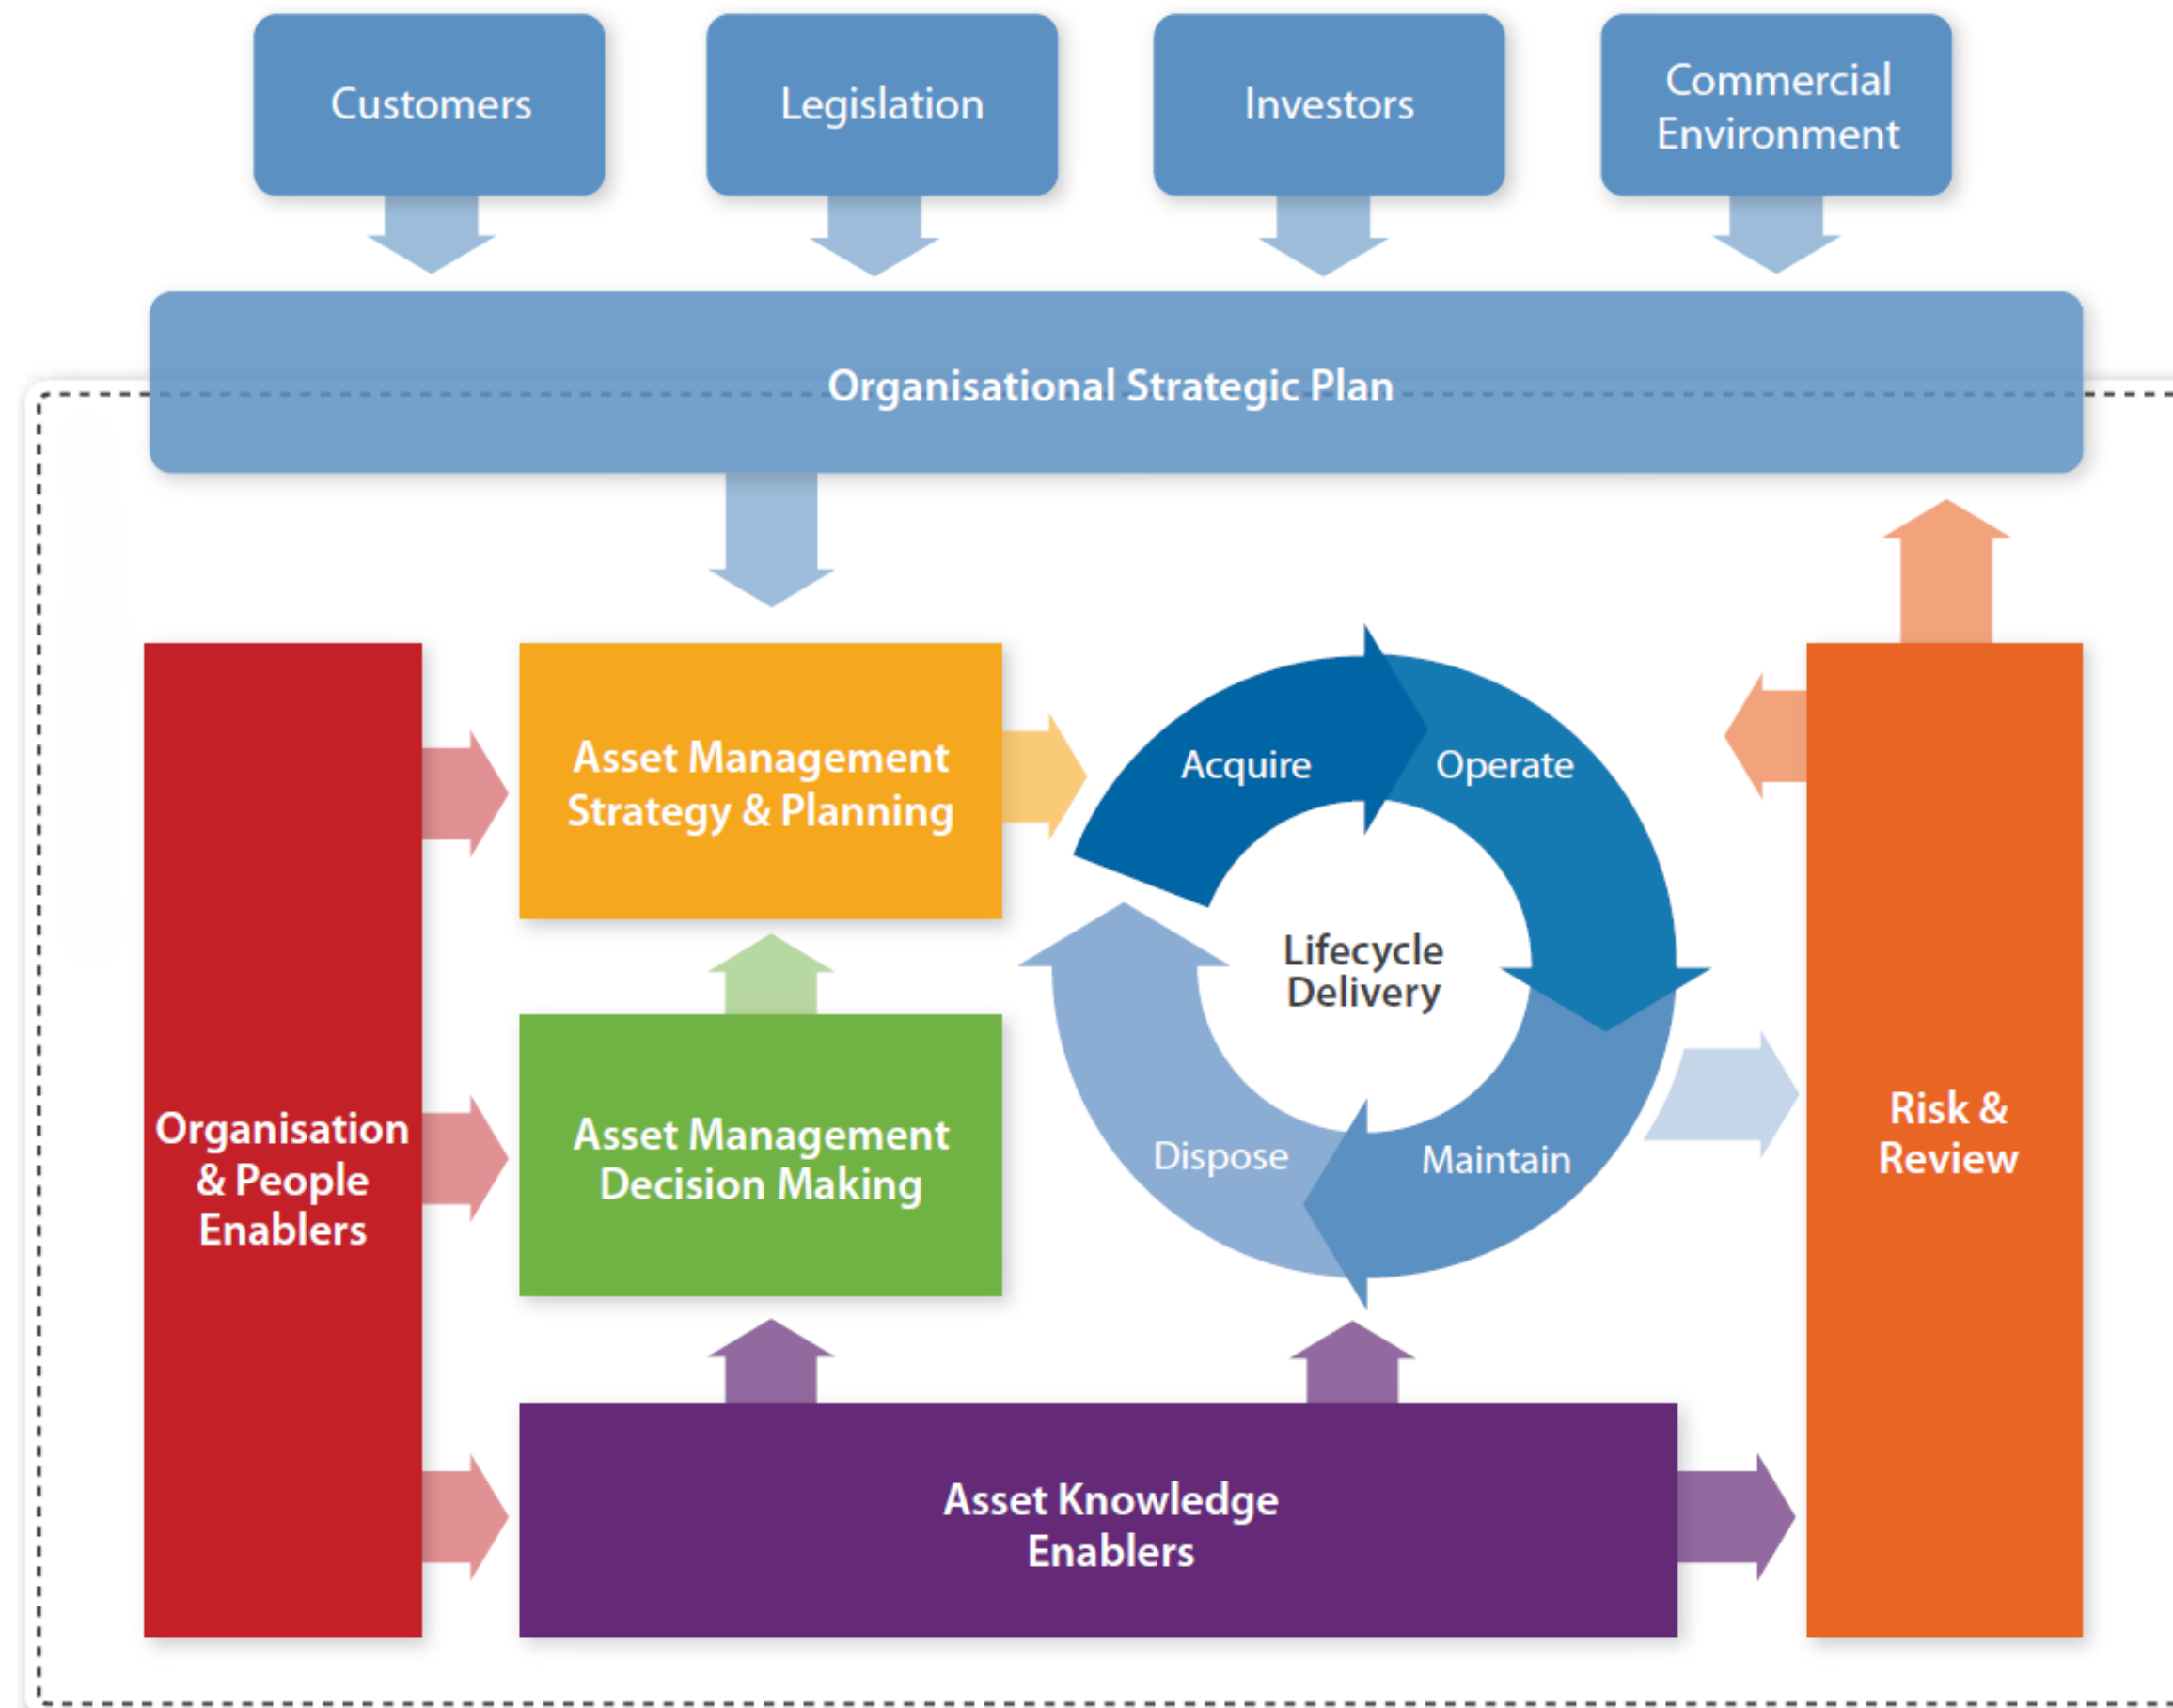 Customers
Legislation
Investors
Commercial
Environment
Organisational Strategic Plan
Asset Management
Strategy & Planning
Acquire
Operate
Lifecycle
Delivery
Dispose
Maintain
Organisation
& People
Enablers
Asset Management
Decision Making
Risk &
Review
Asset Knowledge
Enablers